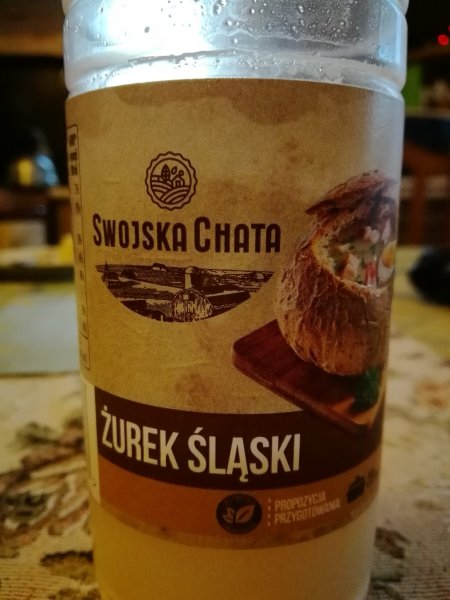 SWOJSKA CHATA
ŻUREK ŚLĄSKI
PROPOZYCJA
PRZYGOTOWANIA: